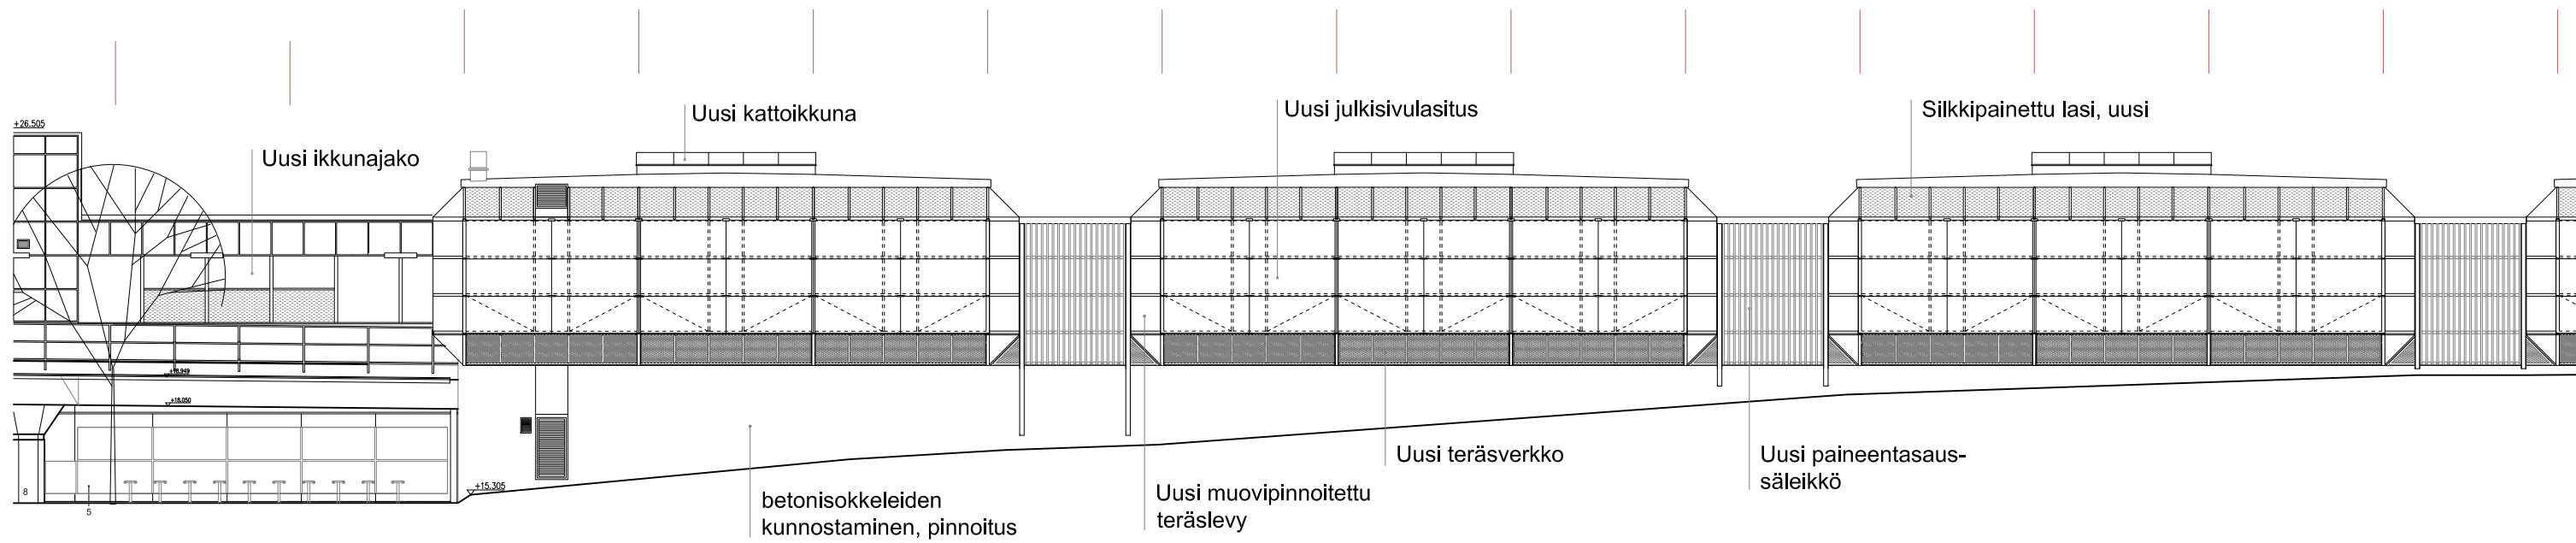 Uusi kattoikkuna
Uusi julkisivulasitus
Silkkipainettu lasi, uusi
+26.505
Uusi ikkunajako
+18.050
Uusi teräsverkko
Uusi paineentasaus-
säleikkö
+15.305
Uusi muovipinnoitettu
teräslevy
betonisokkeleiden
kunnostaminen, pinnoitus
8
5